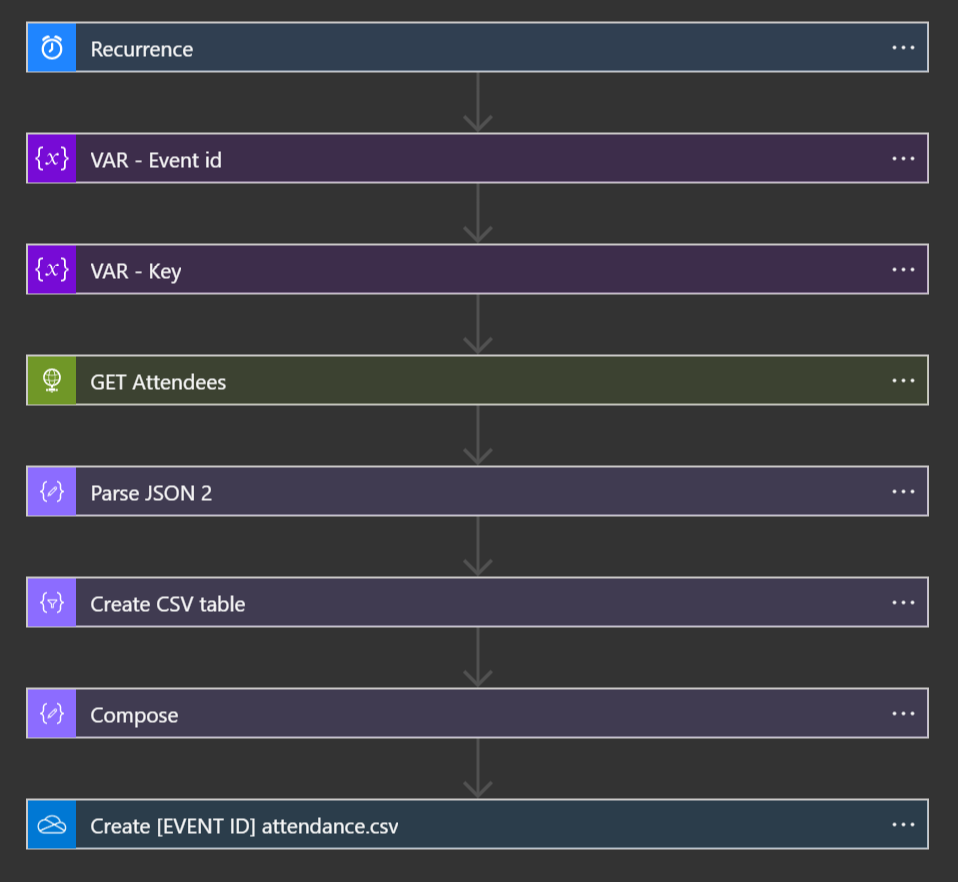 Recurrence
VAR - Event id
VAR - Key
GET Attendees
Parse JSON 2
Create CSV table
Compose
Create [EVENT ID] attendance.csv